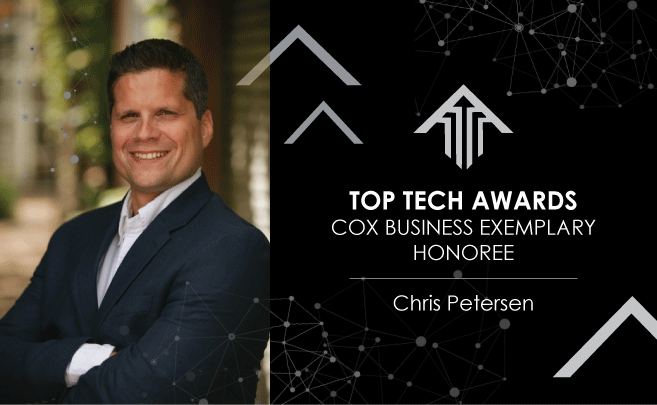 TOP TECH AWARDS
COX BUSINESS EXEMPLARY
HONOREE
Chris Petersen